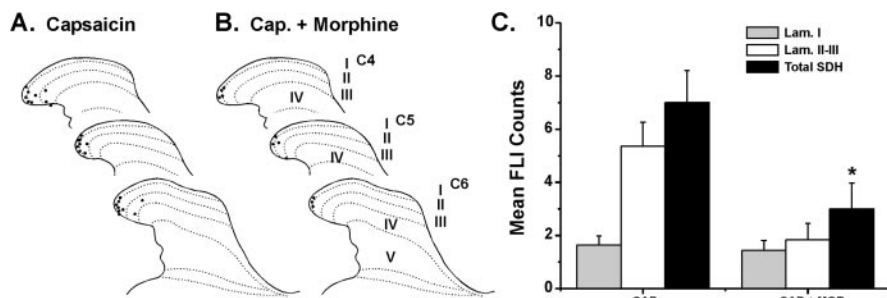 A. Capsaicin
B. Cap. + Morphine
C4
I
II
III
IV
C5
I
II
III
IV
C6
I
II
III
IV
V
C.
10
8
6
4
2
0
Mean FLI Counts
Lam. I
Lam. II-III
Total SDH
*